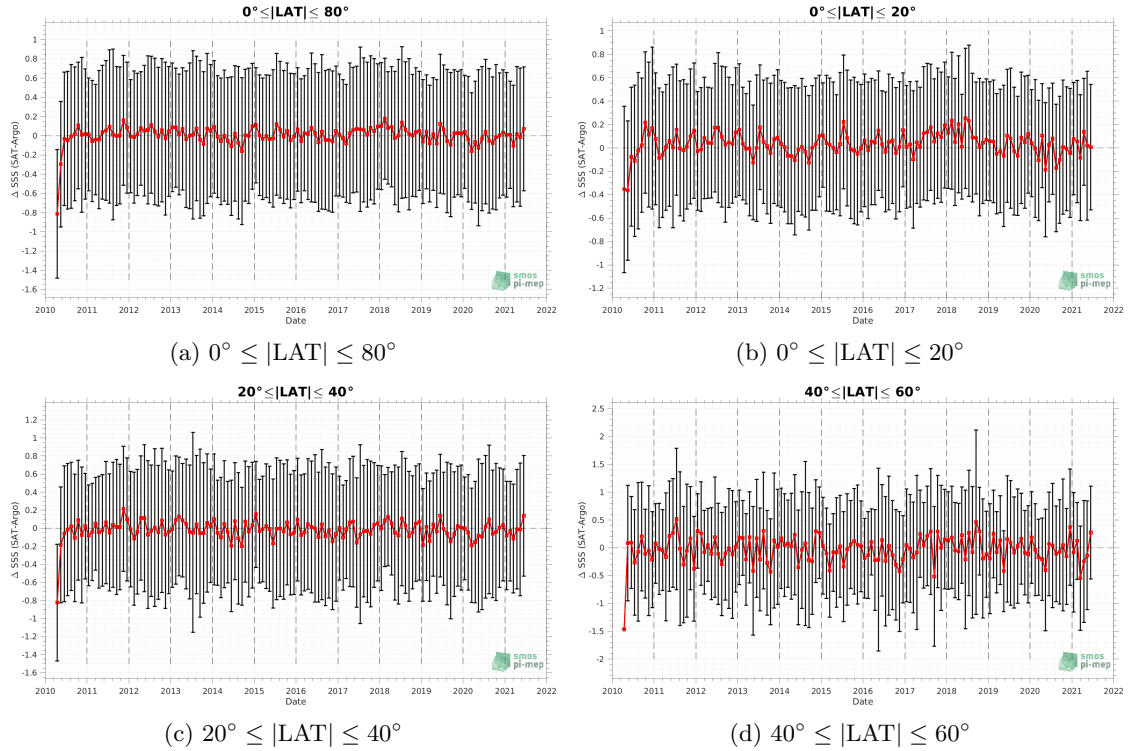 0°≤|LAT|≤ 80°
Δ SSS (SAT-Argo)
1
0.8
0.6
0.4
0.2
0
-0.2
-0.4
-0.6
-0.8
-1
-1.2
-1.4
-1.6
2010 2011 2012 2013 2014 2015 2016 2017 2018 2019 2020 2021 2022
Date
smos
pi-mep
(a) 0° ≤ |LAT| ≤ 80°
0°≤|LAT|≤ 20°
Δ SSS (SAT-Argo)
1
0.8
0.6
0.4
0.2
0
-0.2
-0.4
-0.6
-0.8
-1
-1.2
2010 2011 2012 2013 2014 2015 2016 2017 2018 2019 2020 2021 2022
Date
smos
pi-mep
(b) 0° ≤ |LAT| ≤ 20°
20°≤|LAT|≤ 40°
Δ SSS (SAT-Argo)
1.2
1
0.8
0.6
0.4
0.2
0
-0.2
-0.4
-0.6
-0.8
-1
-1.2
-1.4
-1.6
2010 2011 2012 2013 2014 2015 2016 2017 2018 2019 2020 2021 2022
Date
smos
pi-mep
(c) 20° ≤ |LAT| ≤ 40°
40°≤|LAT|≤ 60°
Δ SSS (SAT-Argo)
2.5
2
1.5
1
0.5
0
-0.5
-1
-1.5
-2
2010 2011 2012 2013 2014 2015 2016 2017 2018 2019 2020 2021 2022
Date
smos
pi-mep
(d) 40° ≤ |LAT| ≤ 60°